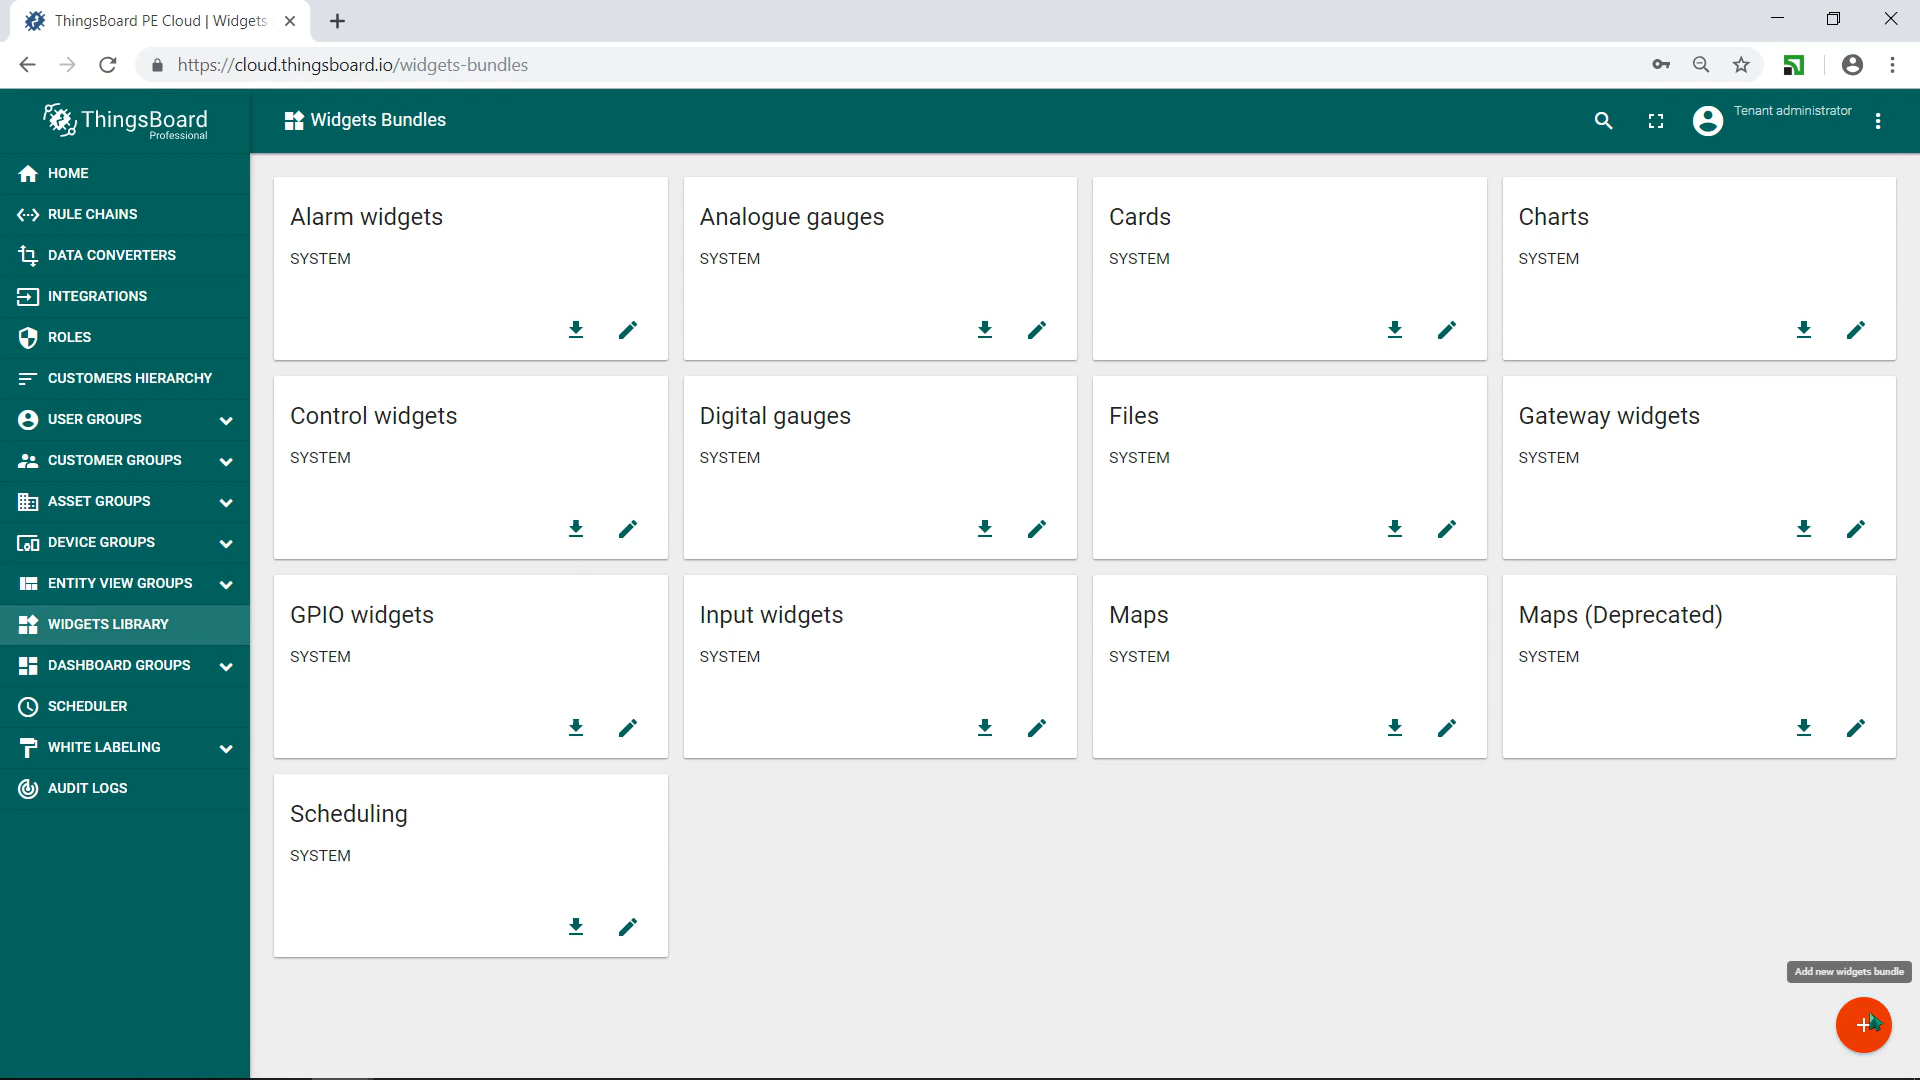 ThingsBoard PE Cloud | Widgets
https://cloud.thingsboard.io/widgets-bundles
ThingsBoard
Professional
Widgets Bundles
Tenant administrator
HOME
RULE CHAINS
DATA CONVERTERS
INTEGRATIONS
ROLES
CUSTOMERS HIERARCHY
USER GROUPS
CUSTOMER GROUPS
ASSET GROUPS
DEVICE GROUPS
ENTITY VIEW GROUPS
WIDGETS LIBRARY
DASHBOARD GROUPS
SCHEDULER
WHITE LABELING
AUDIT LOGS
Alarm widgets
SYSTEM
Analogue gauges
SYSTEM
Cards
SYSTEM
Charts
SYSTEM
Control widgets
SYSTEM
Digital gauges
SYSTEM
Files
SYSTEM
Gateway widgets
SYSTEM
GPIO widgets
SYSTEM
Input widgets
SYSTEM
Maps
SYSTEM
Maps (Deprecated)
SYSTEM
Scheduling
SYSTEM
Add new widgets bundle